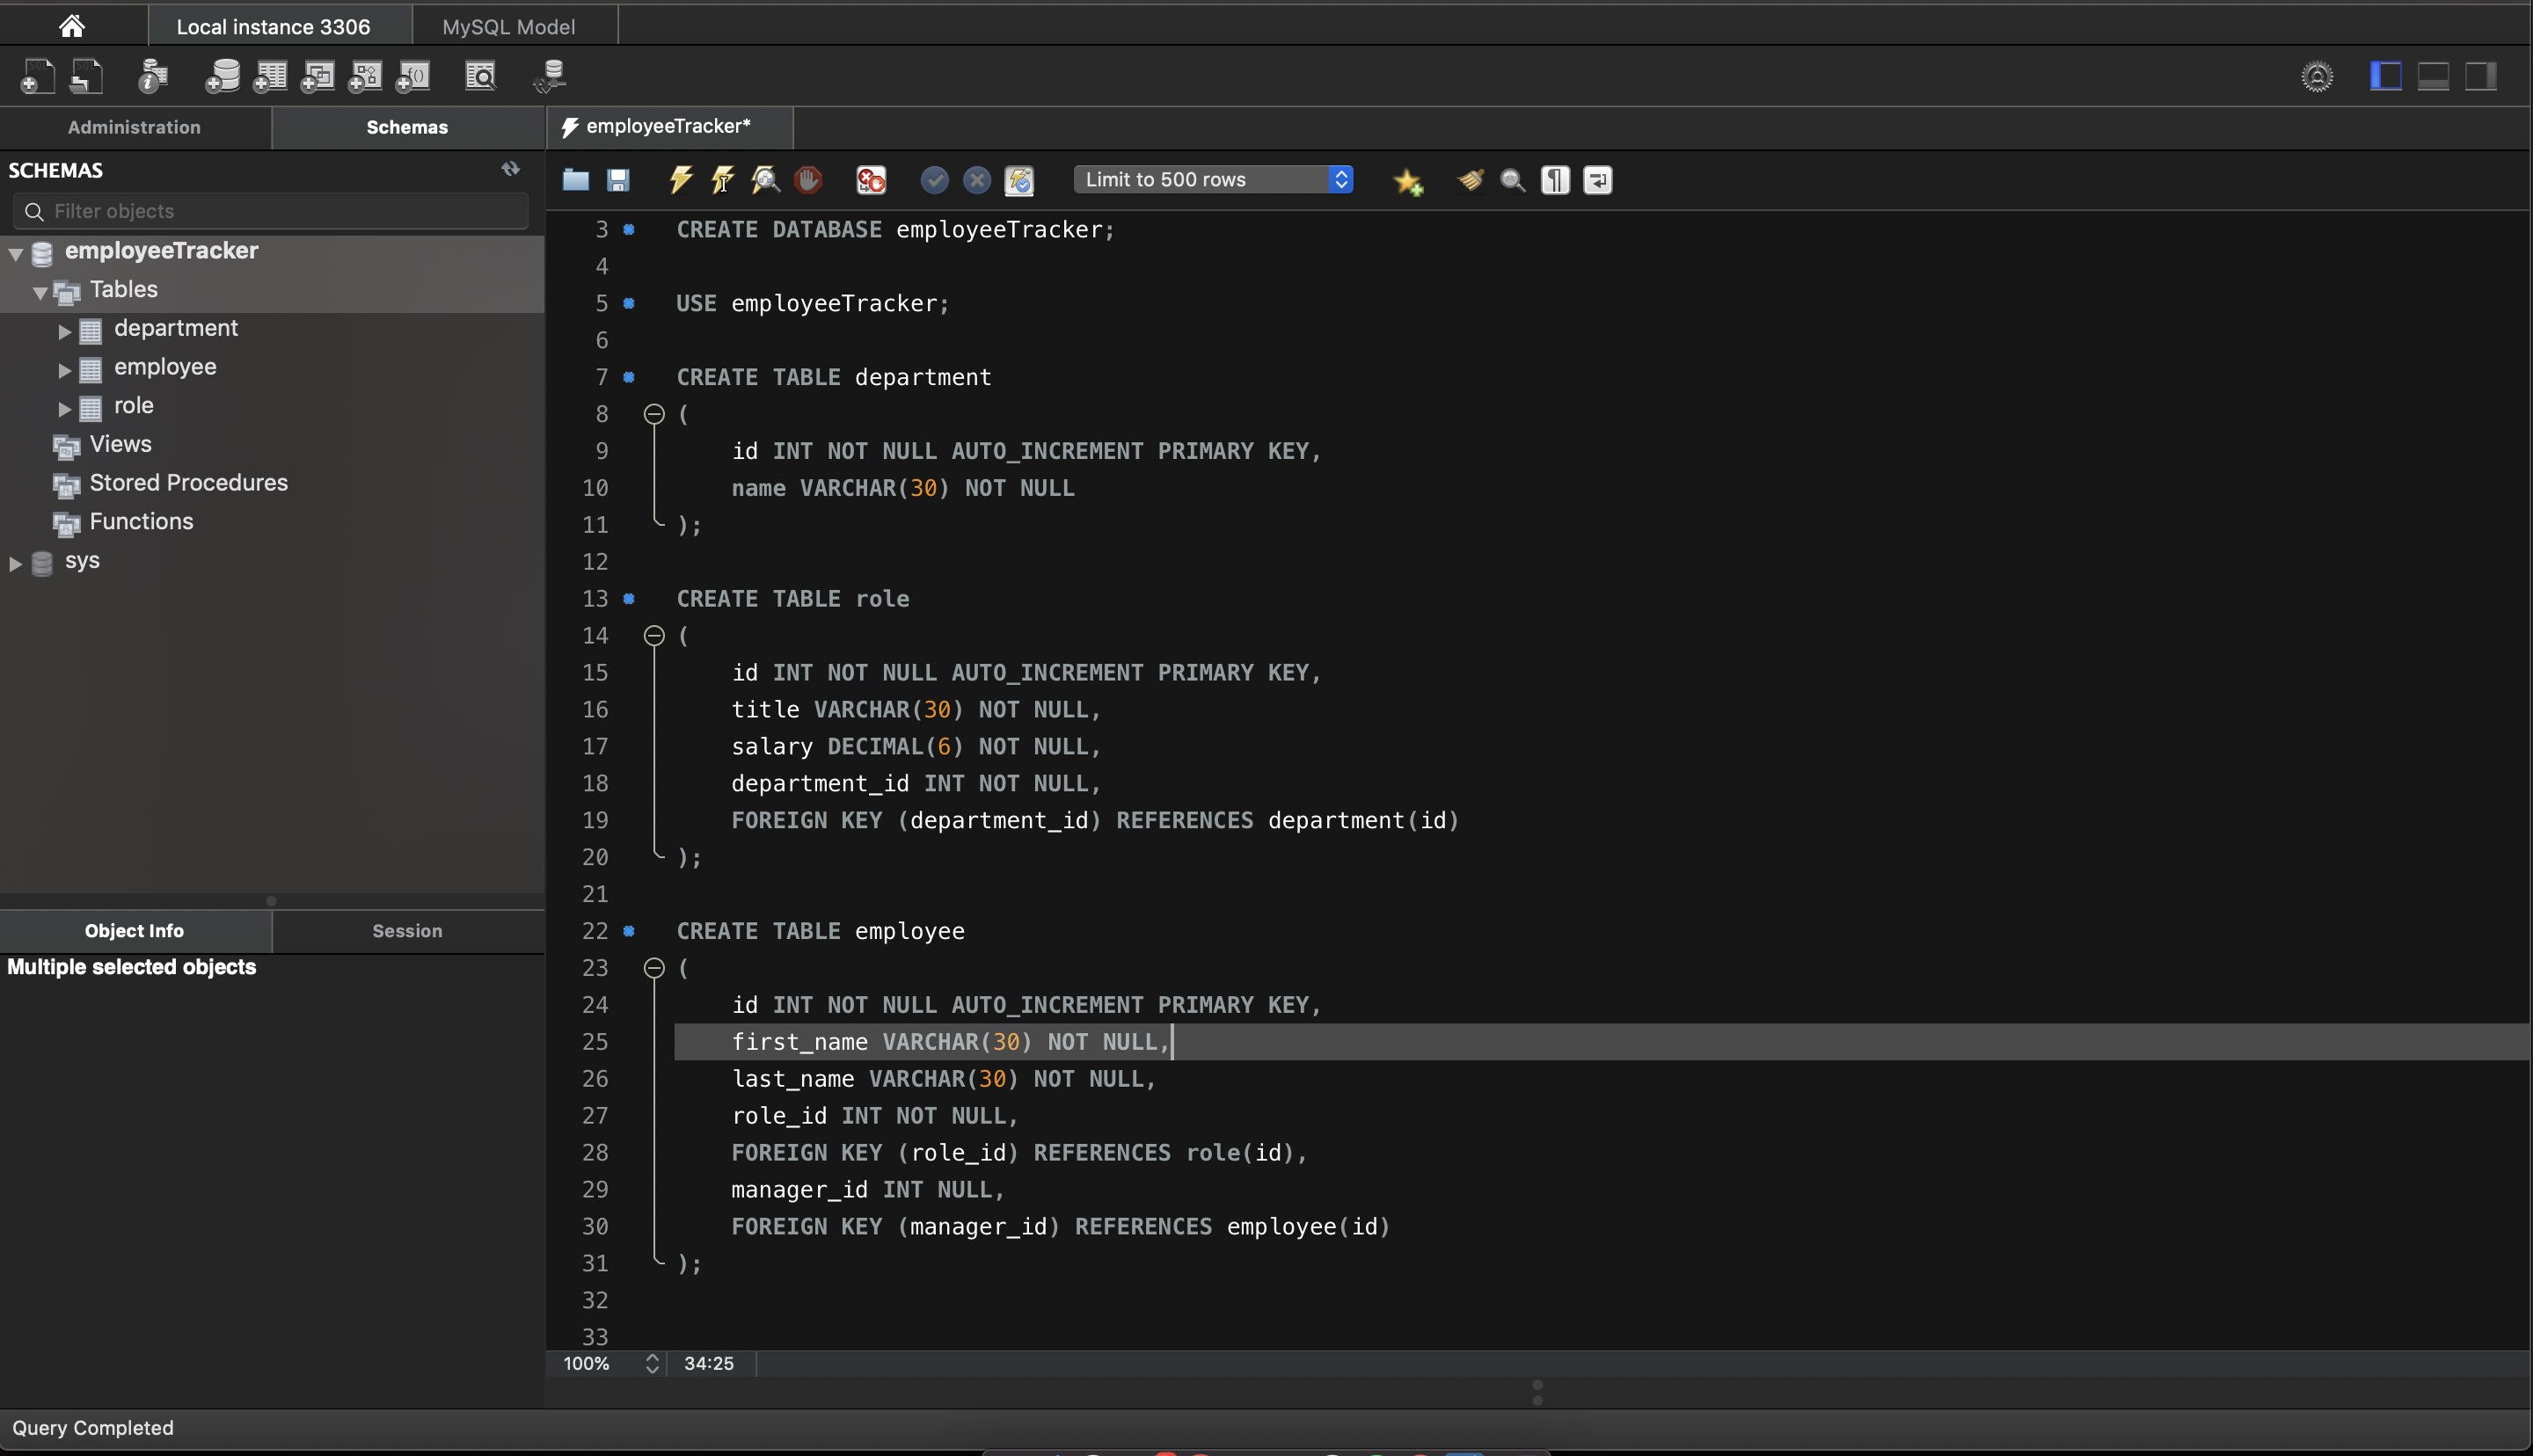 Local instance 3306
MySQL Model
Administration
Schemas
employeeTracker*
SCHEMAS
Filter objects
employeeTracker
Tables
department
employee
role
Views
Stored Procedures
Functions
sys
Object Info
Session
Multiple selected objects
Limit to 500 rows
3 CREATE DATABASE employeeTracker;
4
5 USE employeeTracker;
6
7 CREATE TABLE department
8 (
9 id INT NOT NULL AUTO_INCREMENT PRIMARY KEY,
10 name VARCHAR(30) NOT NULL
11 );
12
13 CREATE TABLE role
14 (
15 id INT NOT NULL AUTO_INCREMENT PRIMARY KEY,
16 title VARCHAR(30) NOT NULL,
17 salary DECIMAL(6) NOT NULL,
18 department_id INT NOT NULL,
19 FOREIGN KEY (department_id) REFERENCES department(id)
20 );
21
22 CREATE TABLE employee
23 (
24 id INT NOT NULL AUTO_INCREMENT PRIMARY KEY,
25 first_name VARCHAR(30) NOT NULL,
26 last_name VARCHAR(30) NOT NULL,
27 role_id INT NOT NULL,
28 FOREIGN KEY (role_id) REFERENCES role(id),
29 manager_id INT NULL,
30 FOREIGN KEY (manager_id) REFERENCES employee(id)
31 );
32
33
100% 34:25
Query Completed